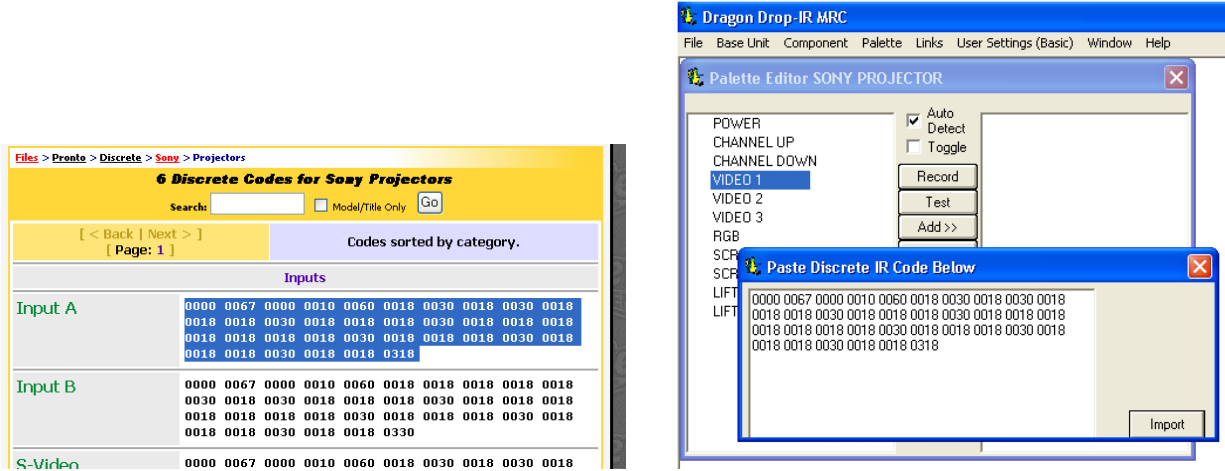 Files > Pronto > Discrete > Sony > Projectors
6 Discrete Codes for Sony Projectors
Search: Model/Title Only Go
[ < Back | Next > ]
[ Page: 1 ]
Codes sorted by category.
Inputs
Input A
0000 0067 0000 0010 0060 0018 0030 0018 0030 0018
0018 0018 0030 0018 0018 0018 0030 0018 0018 0018
0018 0018 0018 0018 0030 0018 0018 0018 0030 0018
0018 0018 0030 0018 0018 0318
Input B
0000 0067 0000 0010 0060 0018 0018 0018 0018 0018
0030 0018 0030 0018 0018 0018 0030 0018 0018 0018
0018 0018 0018 0018 0030 0018 0018 0018 0030 0018
0018 0018 0030 0018 0018 0330
S-Video
0000 0067 0000 0010 0060 0018 0030 0018 0030 0018
Dragon Drop-IR MRC
File Base Unit Component Palette Links User Settings (Basic) Window Help
Palette Editor SONY PROJECTOR
POWER
CHANNEL UP
CHANNEL DOWN
VIDEO 1
VIDEO 2
VIDEO 3
RGB
SCR
SCR
LIFT
LIFT
Auto
Detect
Toggle
Record
Test
Add >>
Paste Discrete IR Code Below
0000 0067 0000 0010 0060 0018 0030 0018 0030 0018
0018 0018 0030 0018 0018 0018 0030 0018 0018 0018
0018 0018 0018 0018 0030 0018 0018 0018 0030 0018
0018 0018 0030 0018 0018 0318
Import